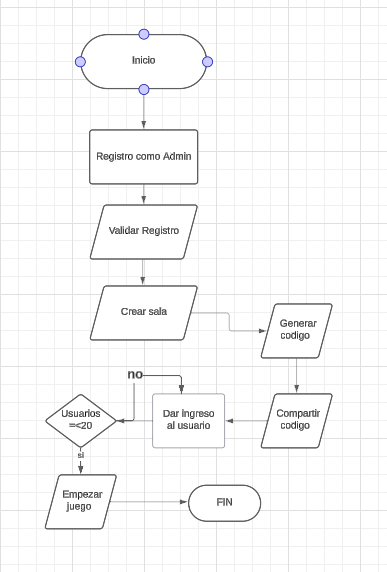 Inicio
Registro como Admin
Validar Registro
Crear sala
Generar
codigo
no
Usuarios
=<20
Dar Ingreso
al usuario
Compartir
codigo
si
Empezar
juego
FIN